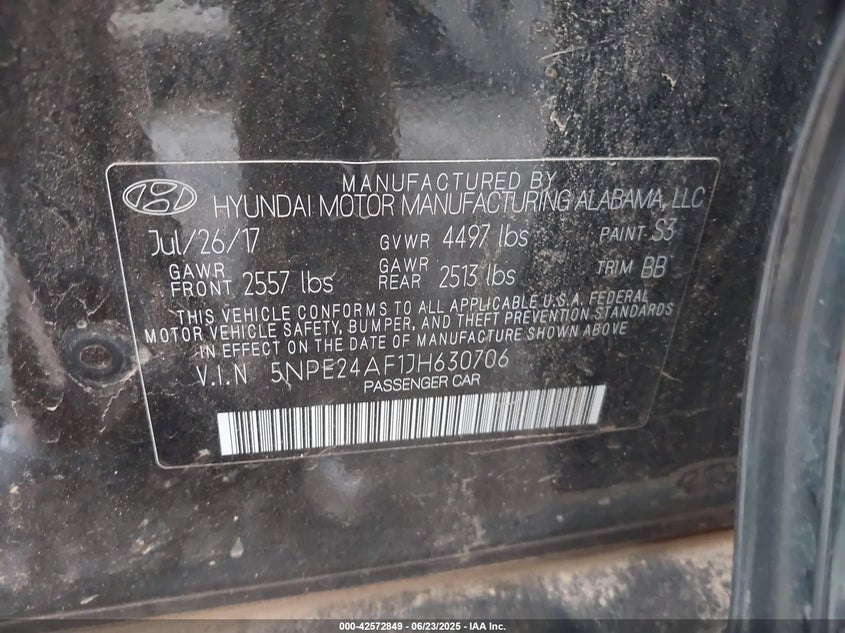 MANUFACTURED BY
HYUNDAI MOTOR MANUFACTURING ALABAMA, LLC
Jul/26/17 GVWR 4497 lbs PAINT S3
GAWR FRONT 2557 lbs GAWR REAR 2513 lbs TRIM BB
THIS VEHICLE CONFORMS TO ALL APPLICABLE U.S.A. FEDERAL
MOTOR VEHICLE SAFETY, BUMPER, AND THEFT PREVENTION STANDARDS
IN EFFECT ON THE DATE OF MANUFACTURE SHOWN ABOVE
V.I.N 5NPE24AF1JH630706
PASSENGER CAR
000-42572849 - 06/23/2025 - IAA Inc.